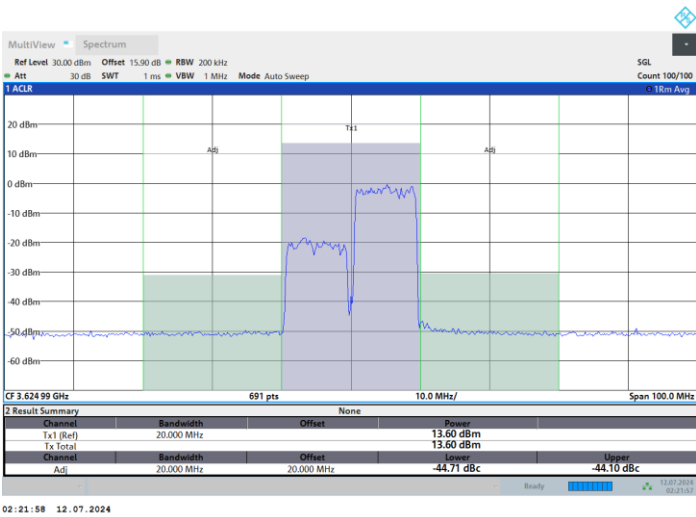 MultiView Spectrum
Ref Level 30.00 dBm Offset 15.90 dB RBW 200 kHz SGL
Att 30 dB SWT 1 ms VBW 1 MHz Mode Auto Sweep Count 100/100
1 ACLR 1Rm Avg
20 dBm
Tx1
10 dBm Adj Adj
0 dBm
-10 dBm
-20 dBm
-30 dBm
-40 dBm
-50 dBm
-60 dBm
CF 3.624 99 GHz 691 pts 10.0 MHz/ Span 100.0 MHz
2 Result Summary None
Channel Bandwidth Offset Power
Tx1 (Ref) 20.000 MHz 13.60 dBm
Tx Total 13.60 dBm
Channel Bandwidth Offset Lower Upper
Adj 20.000 MHz 20.000 MHz -44.71 dBc -44.10 dBc
Ready 12.07.2024
02:21:57
02:21:58 12.07.2024